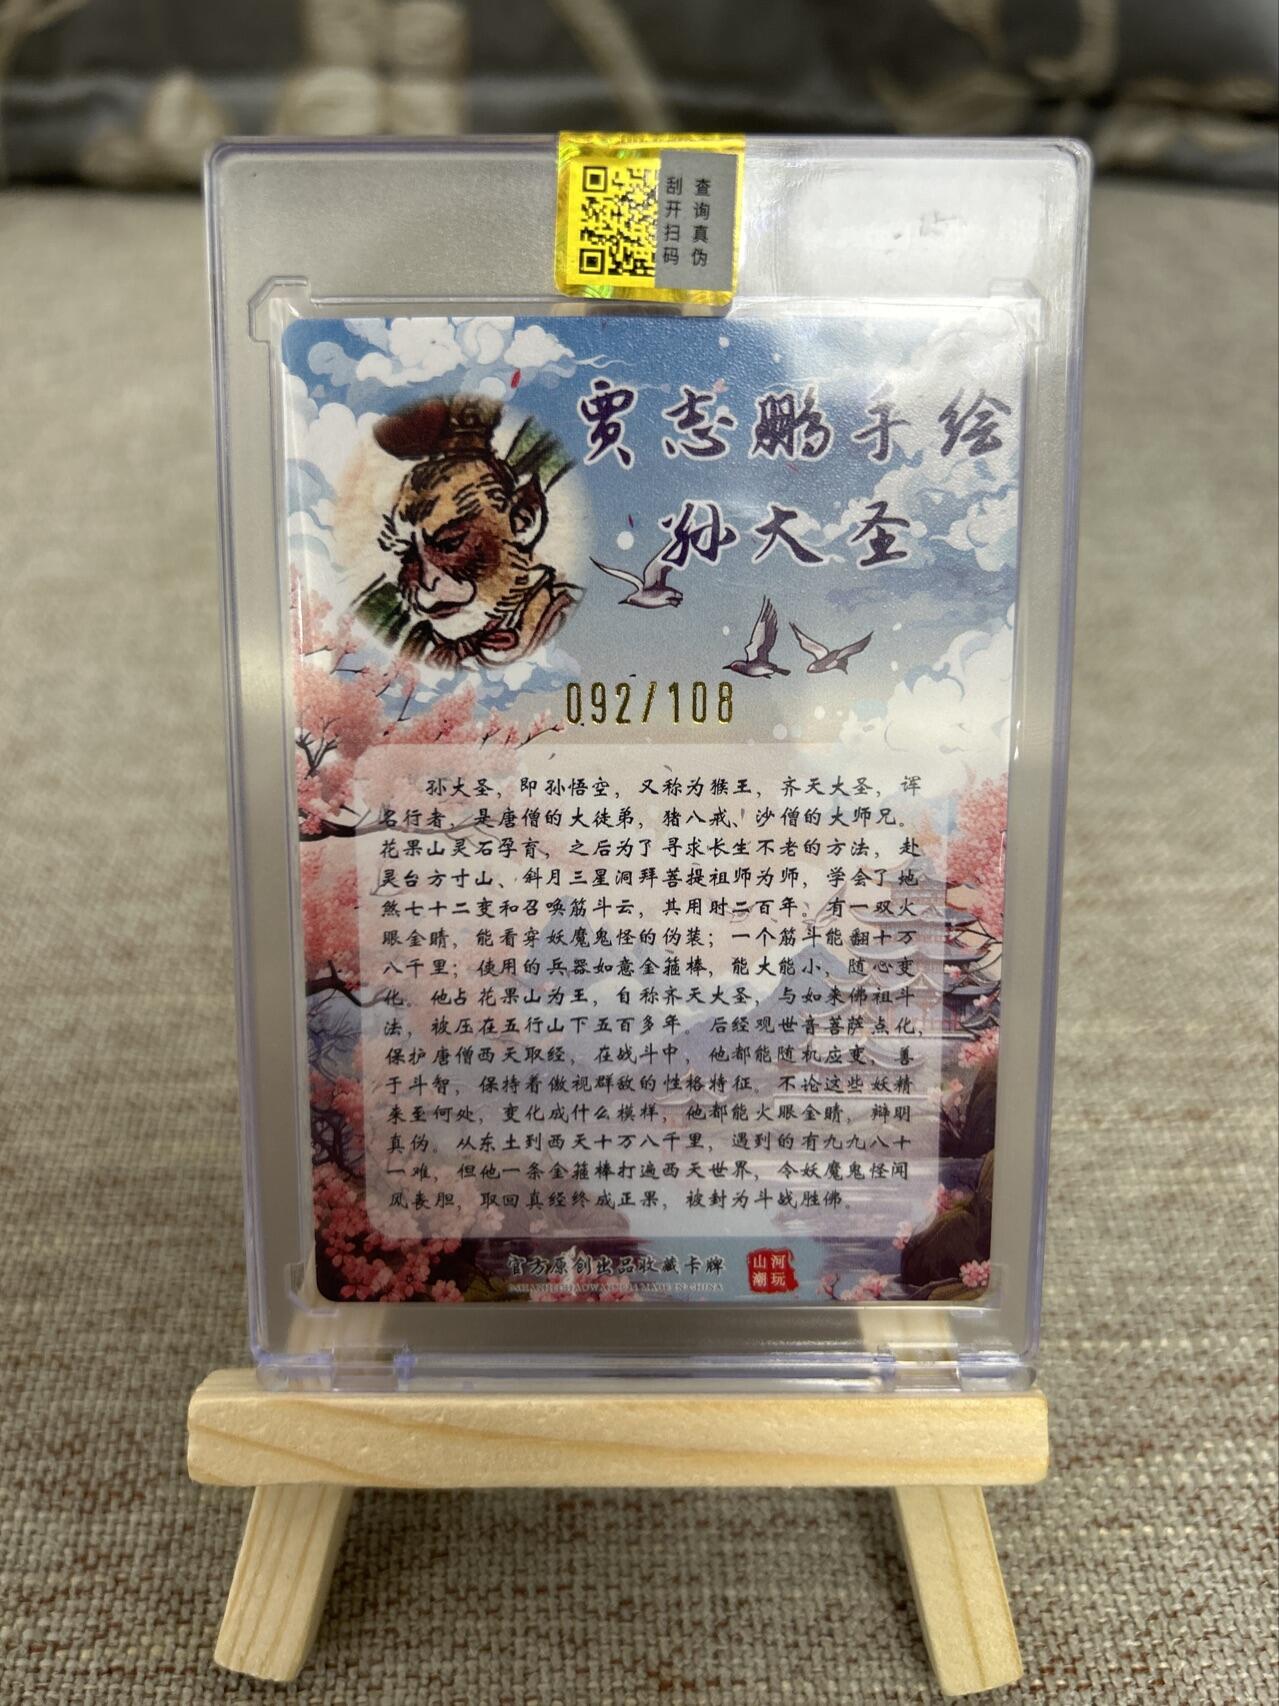 刮开扫码
查询真伪
贾志鹏手绘
孙大圣
092/108
孙大圣，即孙悟空，又称为猴王，齐天大圣，诨
名行者，是唐僧的大徒弟，猪八戒、沙僧的大师兄。
花果山灵石孕育，之后为了寻求长生不老的方法，赴
灵台方寸山、斜月三星洞拜菩提祖师为师，学会了地
煞七十二变和召唤筋斗云，其用时二百年。有一双火
眼金睛，能看穿妖魔鬼怪的伪装；一个筋斗能翻十万
八千里；使用的兵器如意金箍棒，能大能小，随心变
化。他占花果山为王，自称齐天大圣，与如来佛祖斗
法，被压在五行山下五百多年。后经观世音菩萨点化，
保护唐僧西天取经，在战斗中，他都能随机应变，善
于斗智，保持着傲视群敌的性格特征。不论这些妖精
来至何处，变化成什么模样，他都能火眼金睛，辩明
真伪。从东土到西天十万八千里，遇到的有九九八十
一难，但他一条金箍棒打遍西天世界，令妖魔鬼怪闻
风丧胆，取回真经终成正果，被封为斗战胜佛。
官方原创出品收藏卡牌
山河
潮玩
MADE IN CHINA